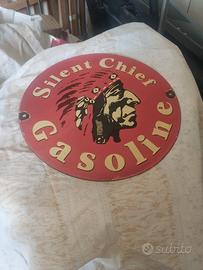 Silent Chief
Gasoline
subito